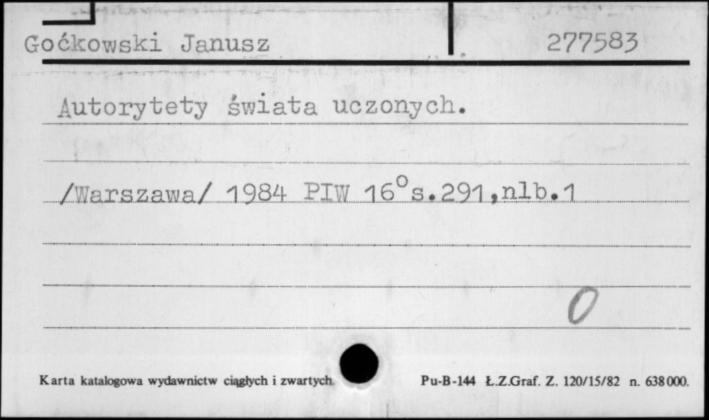 Goćkowski Janusz 277583
Autorytety świata uczonych.
/Warszawa/ 1984 PIW 16° s.291,nlb.1
0
Karta katalogowa wydawnictw ciągłych i zwartych. Pu-B-144 Ł.Z.Graf. Z. 120/15/82 n. 638000.